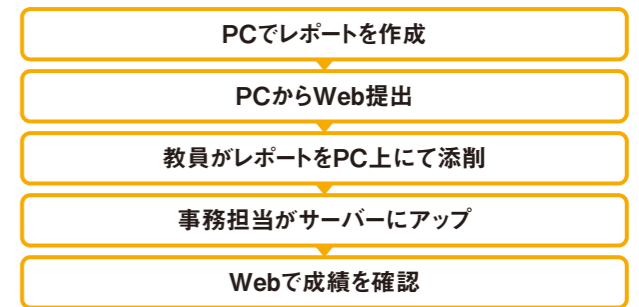 PCでレポートを作成
PCからWeb提出
教員がレポートをPC上にて添削
事務担当がサーバーにアップ
Webで成績を確認